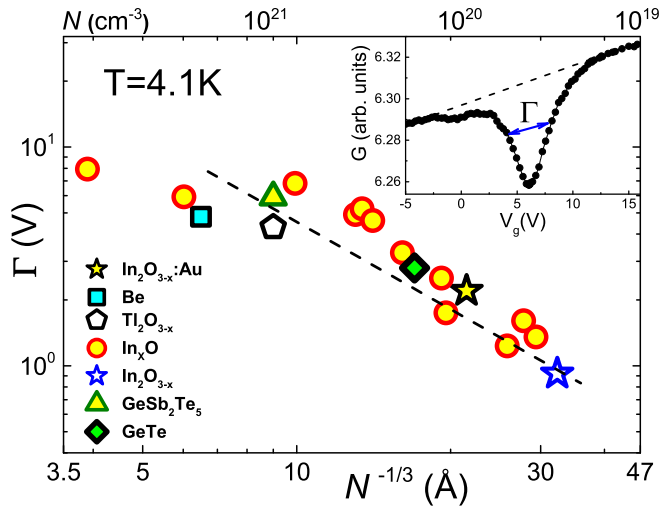 N (cm⁻³) 10²¹ 10²⁰ 10¹⁹
T=4.1K
G (arb. units)
6.32
6.30
6.28
6.26
Γ
-5 0 5 10 15
V_g(V)
Γ (V)
10¹
10⁰
In₂O₃₋ₓ:Au
Be
Tl₂O₃₋ₓ
InₓO
In₂O₃₋ₓ
GeSb₂Te₅
GeTe
3.5 5 10 30 47
N ⁻¹/³ (Å)